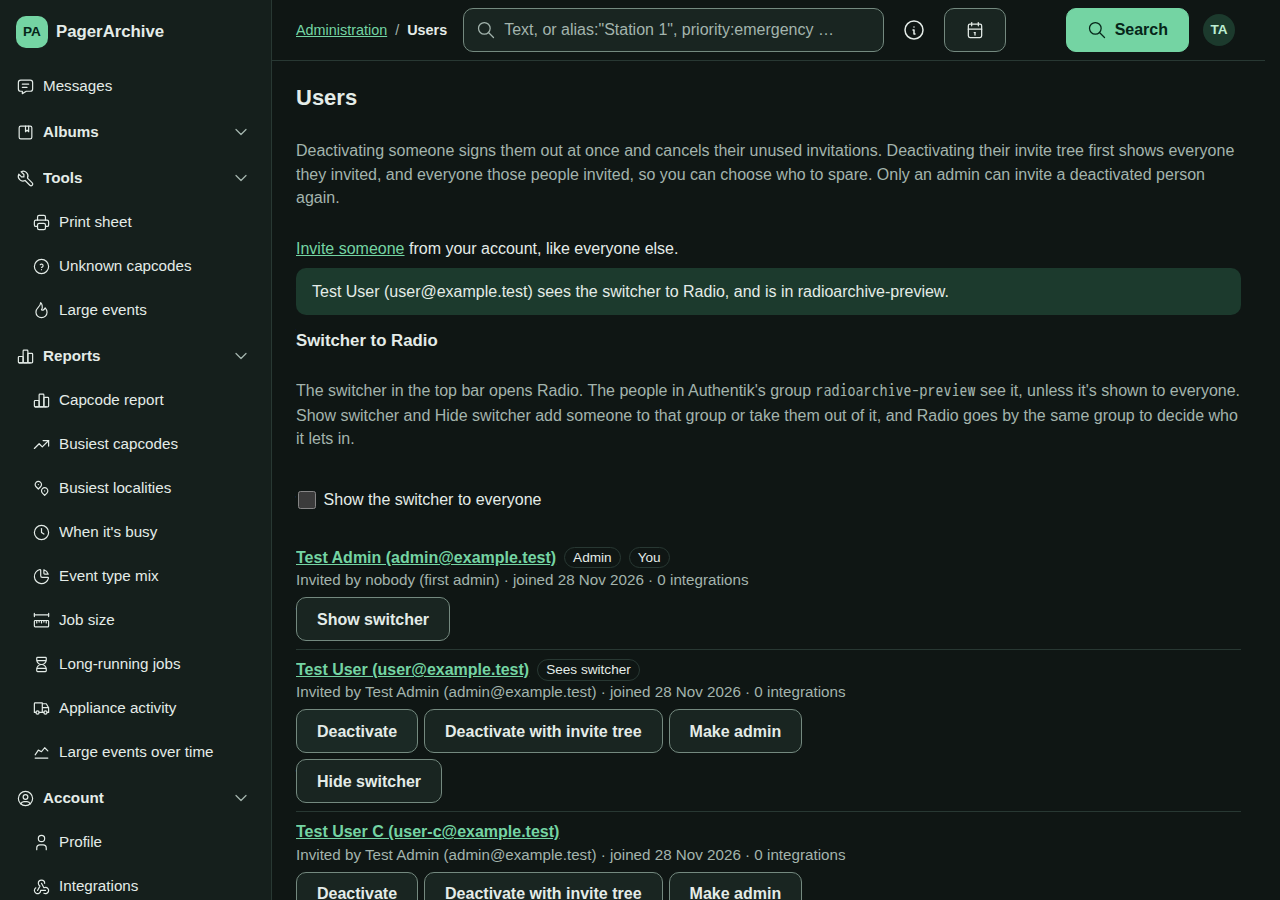 PA PagerArchive
Messages
Albums
Tools
Print sheet
Unknown capcodes
Large events
Reports
Capcode report
Busiest capcodes
Busiest localities
When it's busy
Event type mix
Job size
Long-running jobs
Appliance activity
Large events over time
Account
Profile
Integrations
Administration / Users
Text, or alias:"Station 1", priority:emergency …
Search
TA
Users
Deactivating someone signs them out at once and cancels their unused invitations. Deactivating their invite tree first shows everyone
they invited, and everyone those people invited, so you can choose who to spare. Only an admin can invite a deactivated person
again.
Invite someone from your account, like everyone else.
Test User (user@example.test) sees the switcher to Radio, and is in radioarchive-preview.
Switcher to Radio
The switcher in the top bar opens Radio. The people in Authentik's group radioarchive-preview see it, unless it's shown to everyone.
Show switcher and Hide switcher add someone to that group or take them out of it, and Radio goes by the same group to decide who
it lets in.
Show the switcher to everyone
Test Admin (admin@example.test) Admin You
Invited by nobody (first admin) · joined 28 Nov 2026 · 0 integrations
Show switcher
Test User (user@example.test) Sees switcher
Invited by Test Admin (admin@example.test) · joined 28 Nov 2026 · 0 integrations
Deactivate Deactivate with invite tree Make admin
Hide switcher
Test User C (user-c@example.test)
Invited by Test Admin (admin@example.test) · joined 28 Nov 2026 · 0 integrations
Deactivate Deactivate with invite tree Make admin